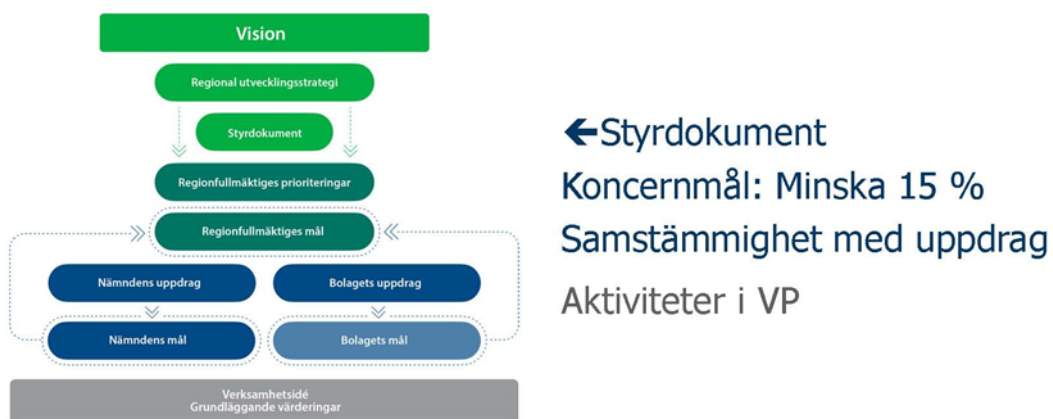 Vision
Regional utvecklingsstrategi
Styrdokument
Regionfullmäktiges prioriteringar
Regionfullmäktiges mål
Nämndens uppdrag
Bolagets uppdrag
Nämndens mål
Bolagets mål
Verksamhetsidé
Grundläggande värderingar
←Styrdokument
Koncernmål: Minska 15 %
Samstämmighet med uppdrag
Aktiviteter i VP